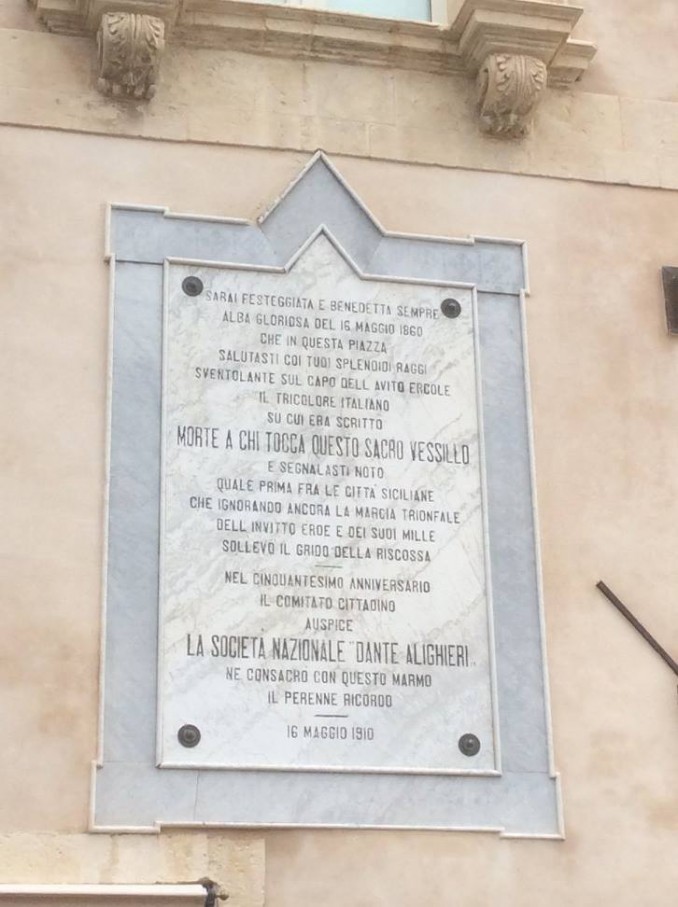 SARAI FESTEGGIATA E BENEDETTA SEMPRE
ALBA GLORIOSA DEL 16 MAGGIO 1860
CHE IN QUESTA PIAZZA
SALUTASTI COI TUOI SPLENDIDI RAGGI
SVENTOLANTE SUL CAPO DELL'AVITO ERCOLE
IL TRICOLORE ITALIANO
SU CUI ERA SCRITTO
MORTE A CHI TOCCA QUESTO SACRO VESSILLO
E SEGNALASTI NOTO
QUALE PRIMA FRA LE CITTÀ SICILIANE
CHE IGNORANDO ANCORA LA MARCIA TRIONFALE
DELL'INVITTO EROE E DEI SUOI MILLE
SOLLEVÒ IL GRIDO DELLA RISCOSSA
NEL CINQUANTESIMO ANNIVERSARIO
IL COMITATO CITTADINO
AUSPICE
LA SOCIETÀ NAZIONALE "DANTE ALIGHIERI"
NE CONSACRÒ CON QUESTO MARMO
IL PERENNE RICORDO
16 MAGGIO 1910